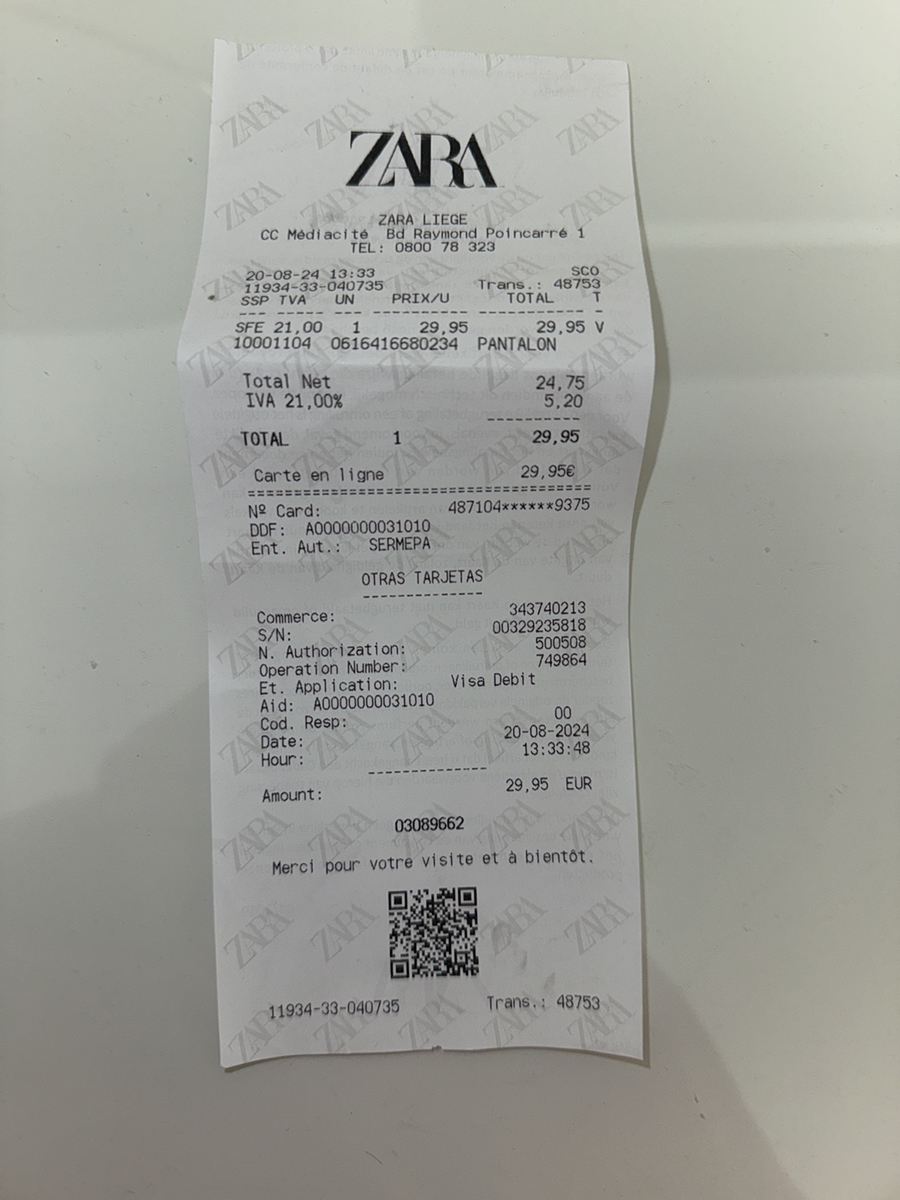 ZARA
ZARA LIEGE
CC Médiacité Bd Raymond Poincarré 1
TEL: 0800 78 323
20-08-24 13:33 SCO
11934-33-040735 Trans.: 48753
SSP TVA UN PRIX/U TOTAL T
--- --- --- ---------- ----------- -
SFE 21,00 1 29,95 29,95 V
10001104 0616416680234 PANTALON
Total Net 24,75
IVA 21,00% 5,20
----------
TOTAL 1 29,95
Carte en ligne 29,95€
========================================
Nº Card: 487104******9375
DDF: A0000000031010
Ent. Aut.: SERMEPA
OTRAS TARJETAS
-------------
Commerce: 343740213
S/N: 00329235818
N. Authorization: 500508
Operation Number: 749864
Et. Application: Visa Debit
Aid: A0000000031010
Cod. Resp: 00
Date: 20-08-2024
Hour: 13:33:48
-------------
Amount: 29,95 EUR
03089662
Merci pour votre visite et à bientôt.
11934-33-040735 Trans.: 48753